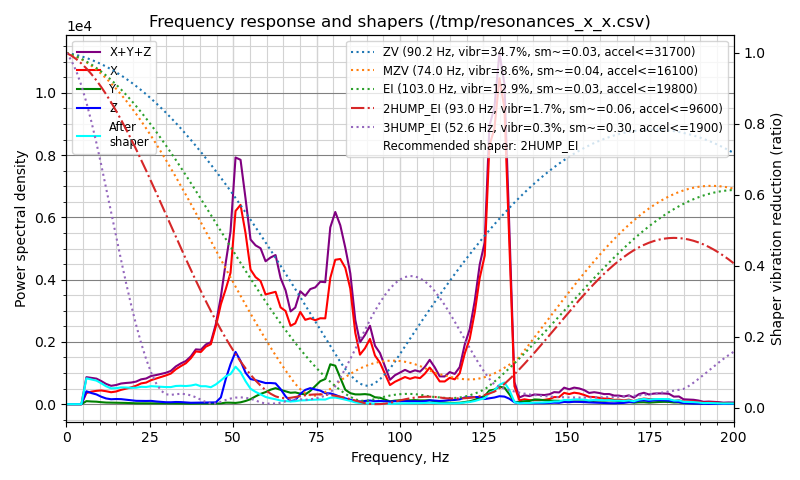 Frequency response and shapers (/tmp/resonances_x_x.csv)
1e4
X+Y+Z
X
Y
Z
After
shaper
ZV (90.2 Hz, vibr=34.7%, sm~=0.03, accel<=31700)
MZV (74.0 Hz, vibr=8.6%, sm~=0.04, accel<=16100)
EI (103.0 Hz, vibr=12.9%, sm~=0.03, accel<=19800)
2HUMP_EI (93.0 Hz, vibr=1.7%, sm~=0.06, accel<=9600)
3HUMP_EI (52.6 Hz, vibr=0.3%, sm~=0.30, accel<=1900)
Recommended shaper: 2HUMP_EI
Power spectral density
1.0
0.8
0.6
0.4
0.2
0.0
1.0
0.8
0.6
0.4
0.2
0.0
Shaper vibration reduction (ratio)
0 25 50 75 100 125 150 175 200
Frequency, Hz